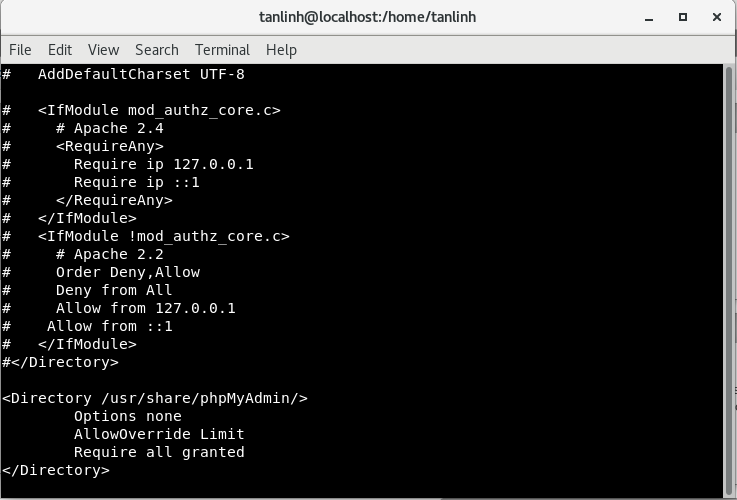 tanlinh@localhost:/home/tanlinh
File Edit View Search Terminal Help
#   AddDefaultCharset UTF-8
#   <IfModule mod_authz_core.c>
#     # Apache 2.4
#     <RequireAny>
#       Require ip 127.0.0.1
#       Require ip ::1
#     </RequireAny>
#   </IfModule>
#   <IfModule !mod_authz_core.c>
#     # Apache 2.2
#     Order Deny,Allow
#     Deny from All
#     Allow from 127.0.0.1
#    Allow from ::1
#   </IfModule>
#</Directory>
<Directory /usr/share/phpMyAdmin/>
        Options none
        AllowOverride Limit
        Require all granted
</Directory>